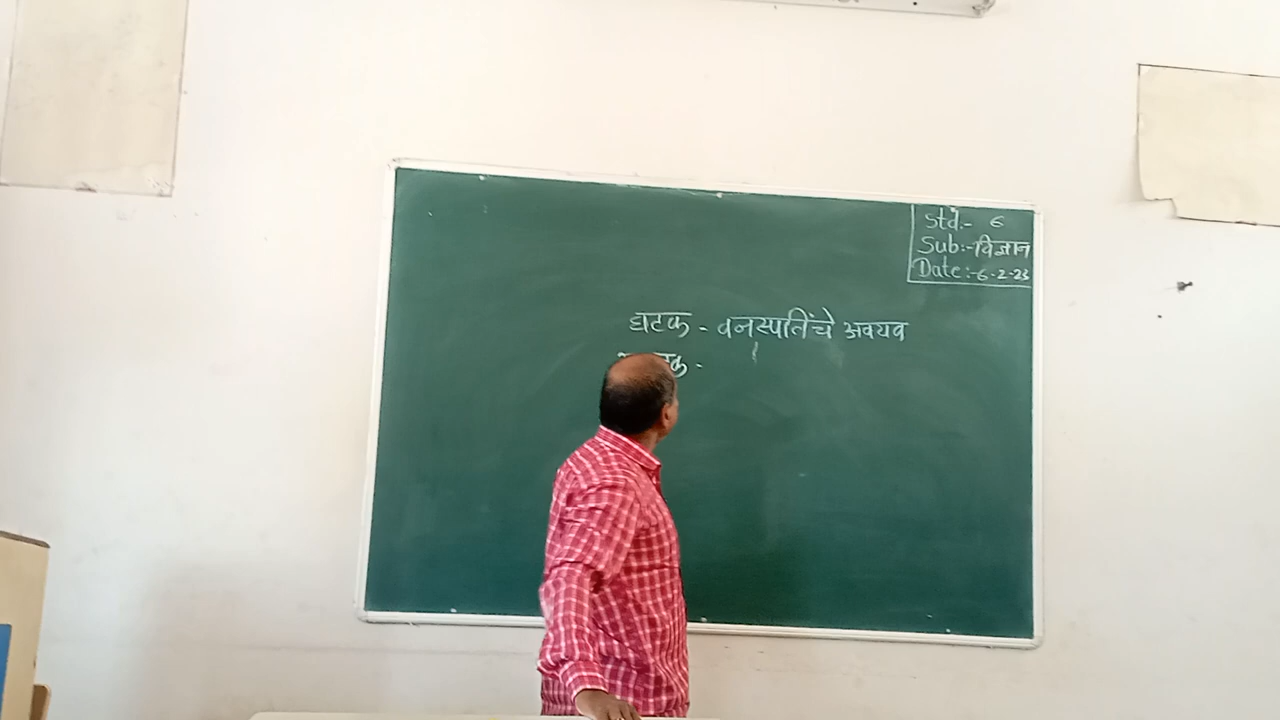 Std:- 6
Sub:- विज्ञान
Date:- 6-2-23
घटक - वनस्पतिंचे अवयव